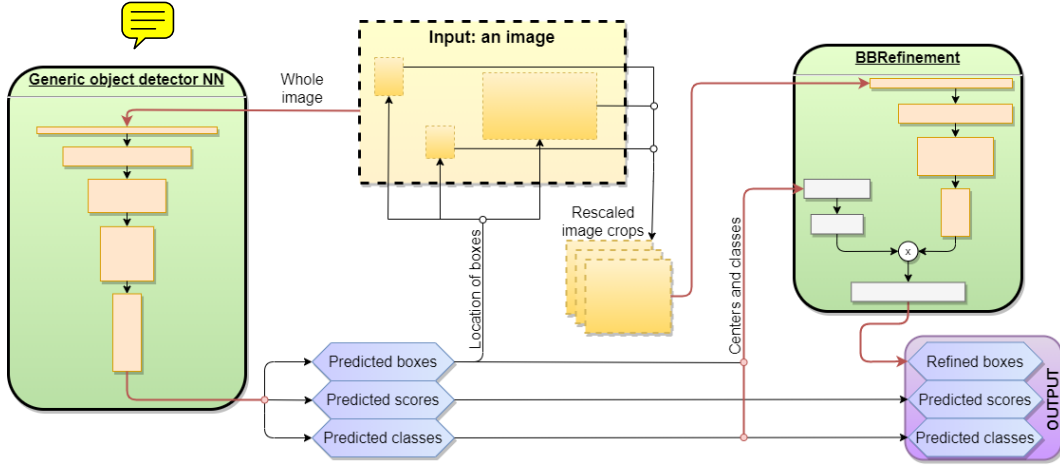 Input: an image
Generic object detector NN
BBRefinement
Whole
image
Rescaled
image crops
Location of boxes
Centers and classes
x
Predicted boxes
Predicted scores
Predicted classes
Refined boxes
Predicted scores
Predicted classes
OUTPUT